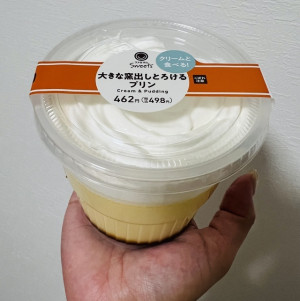 Sweets
クリームと
食べる!
大きな窯出しとろける
プリン
Cream & Pudding
462円(税込498円)